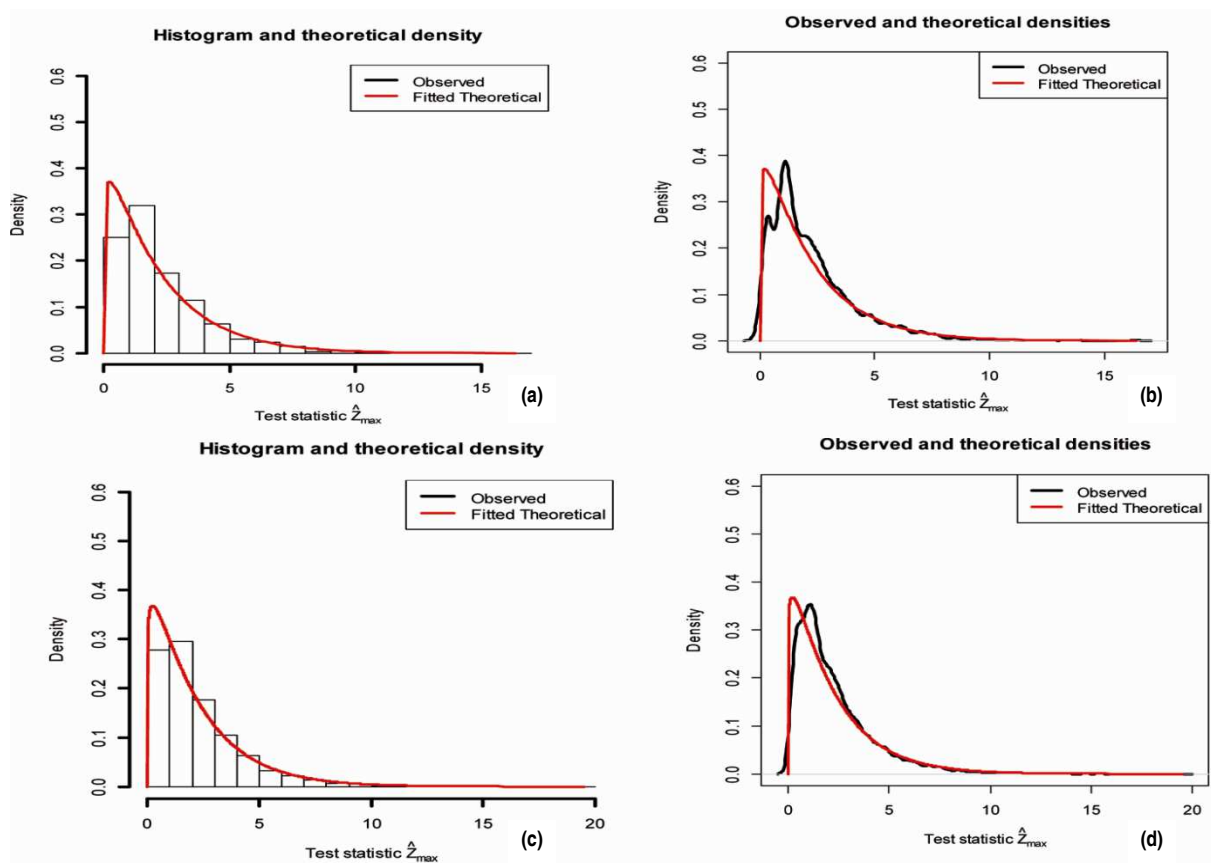 Histogram and theoretical density
Observed
Fitted Theoretical
0.6
0.5
0.4
0.3
0.2
0.1
0.0
Density
0 5 10 15
Test statistic Ẑmax
(a)
Observed and theoretical densities
Observed
Fitted Theoretical
0.6
0.5
0.4
0.3
0.2
0.1
0.0
Density
0 5 10 15
Test statistic Ẑmax
(b)
Histogram and theoretical density
Observed
Fitted Theoretical
0.6
0.5
0.4
0.3
0.2
0.1
0.0
Density
0 5 10 15 20
Test statistic Ẑmax
(c)
Observed and theoretical densities
Observed
Fitted Theoretical
0.6
0.5
0.4
0.3
0.2
0.1
0.0
Density
0 5 10 15 20
Test statistic Ẑmax
(d)